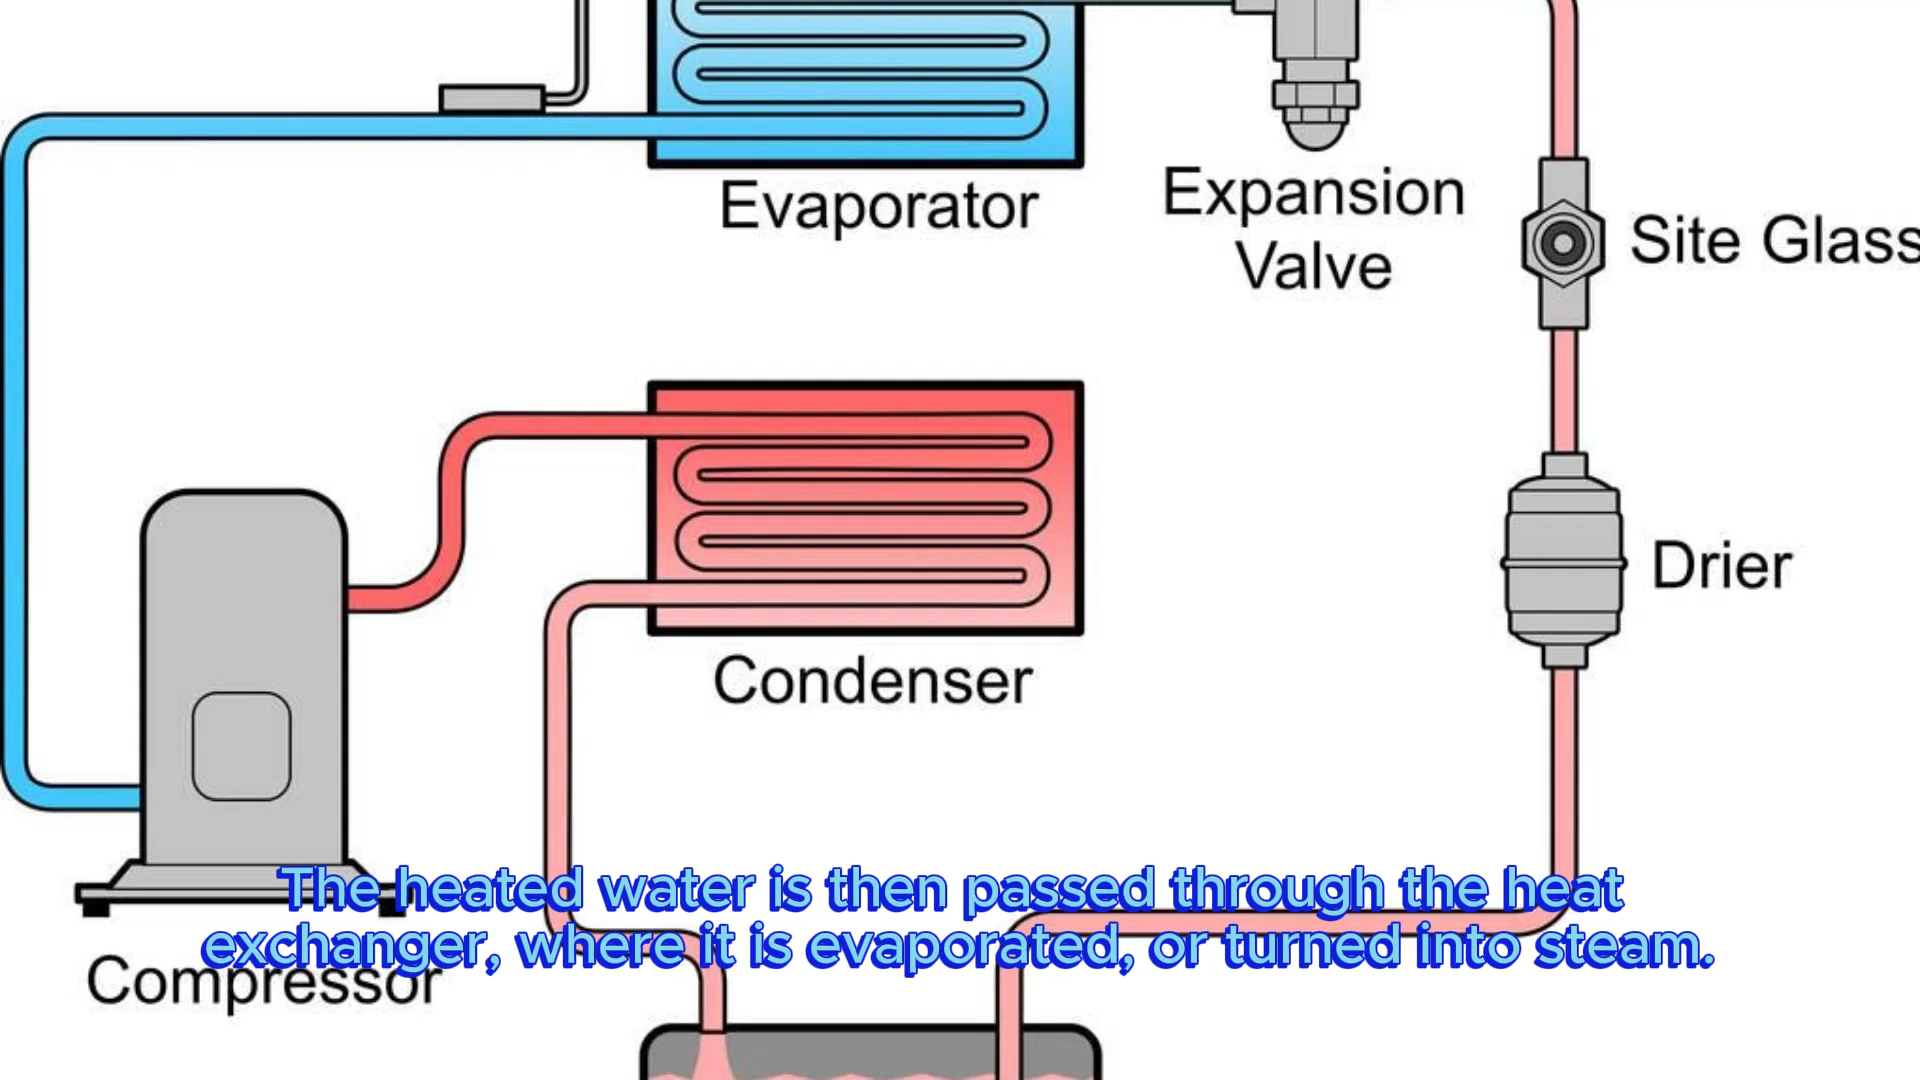 Evaporator
Expansion
Valve
Site Glass
Condenser
Drier
Compressor
The heated water is then passed through the heat
exchanger, where it is evaporated, or turned into steam.